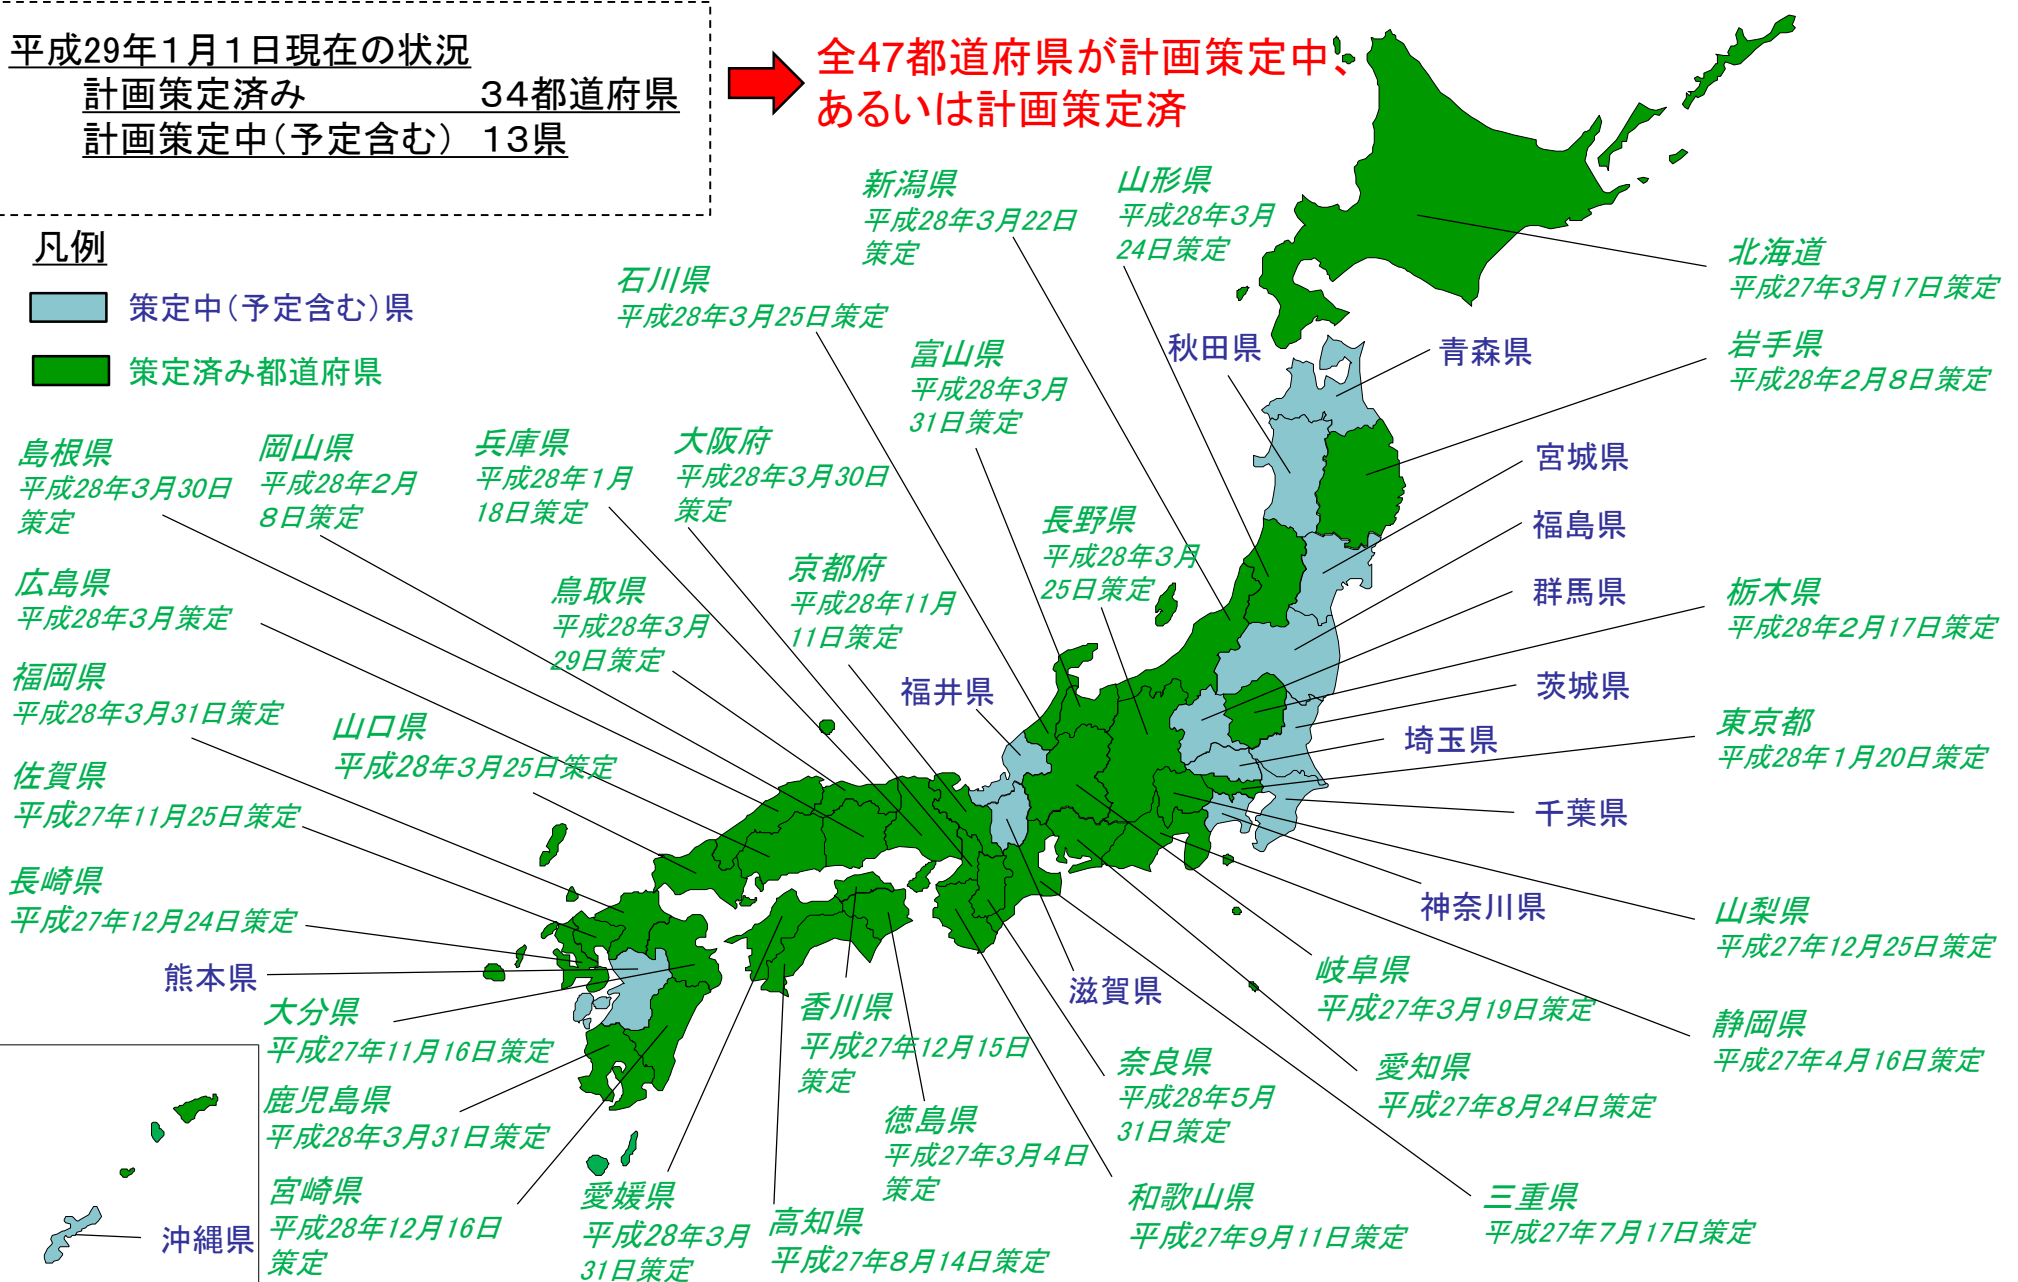 平成29年１月１日現在の状況
計画策定済み 34都道府県
計画策定中（予定含む） 13県
全47都道府県が計画策定中、
あるいは計画策定済
凡例
策定中（予定含む）県
策定済み都道府県
新潟県
平成28年３月22日
策定
山形県
平成28年３月
24日策定
石川県
平成28年３月25日策定
富山県
平成28年３月
31日策定
秋田県
青森県
北海道
平成27年３月17日策定
岩手県
平成28年２月８日策定
島根県
平成28年３月30日
策定
岡山県
平成28年２月
８日策定
兵庫県
平成28年１月
18日策定
大阪府
平成28年３月30日
策定
長野県
平成28年３月
25日策定
宮城県
福島県
群馬県
栃木県
平成28年２月17日策定
広島県
平成28年３月策定
鳥取県
平成28年３月
29日策定
京都府
平成28年11月
11日策定
福井県
茨城県
埼玉県
東京都
平成28年１月20日策定
千葉県
福岡県
平成28年３月31日策定
山口県
平成28年３月25日策定
佐賀県
平成27年11月25日策定
長崎県
平成27年12月24日策定
熊本県
神奈川県
山梨県
平成27年12月25日策定
滋賀県
岐阜県
平成27年３月19日策定
静岡県
平成27年４月16日策定
大分県
平成27年11月16日策定
香川県
平成27年12月15日
策定
奈良県
平成28年５月
31日策定
愛知県
平成27年８月24日策定
鹿児島県
平成28年３月31日策定
徳島県
平成27年３月４日
策定
宮崎県
平成28年12月16日
策定
愛媛県
平成28年３月
31日策定
高知県
平成27年８月14日策定
和歌山県
平成27年９月11日策定
三重県
平成27年７月17日策定
沖縄県